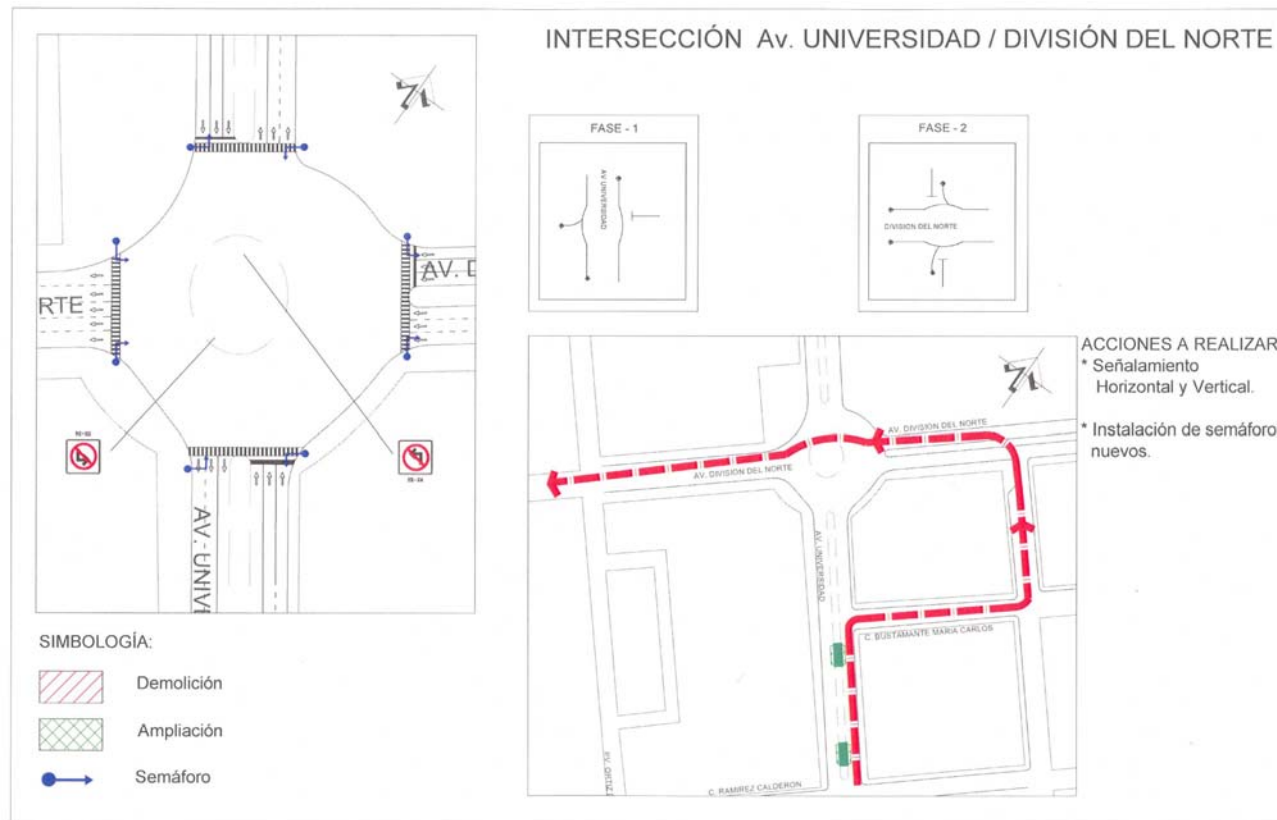 INTERSECCIÓN Av. UNIVERSIDAD / DIVISIÓN DEL NORTE
FASE - 1
AV UNIVERSIDAD
FASE - 2
DIVISION DEL NORTE
RTE
AV. D
AV. UNIVE
ACCIONES A REALIZAR
* Señalamiento
Horizontal y Vertical.
* Instalación de semáforo
nuevos.
AV. DIVISION DEL NORTE
AV. DIVISION DEL NORTE
AV. UNIVERSIDAD
C. BUSTAMANTE MARIA CARLOS
C. RAMIREZ CALDERON
SIMBOLOGÍA:
Demolición
Ampliación
Semáforo